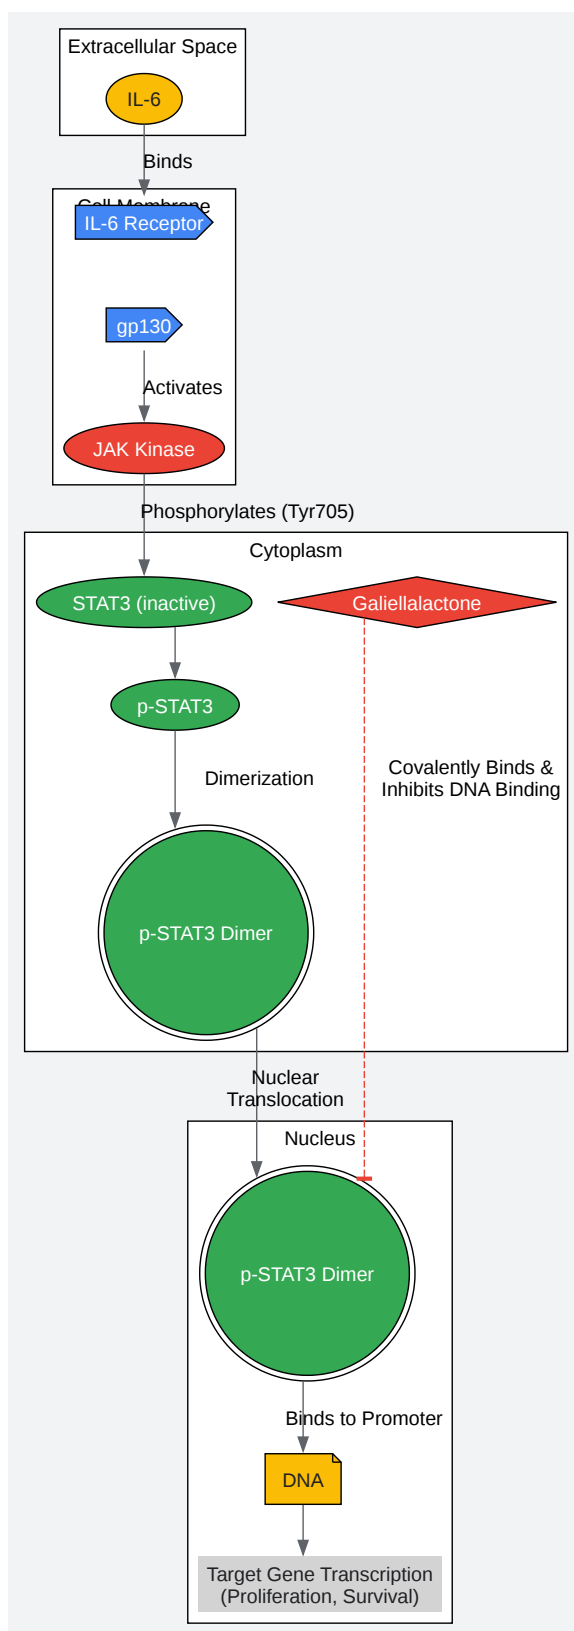 Extracellular Space
IL-6
Binds
Cell Membrane
IL-6 Receptor
gp130
Activates
JAK Kinase
Phosphorylates (Tyr705)
Cytoplasm
STAT3 (inactive)
Galiellalactone
p-STAT3
Dimerization
Covalently Binds &
Inhibits DNA Binding
p-STAT3 Dimer
Nuclear
Translocation
Nucleus
p-STAT3 Dimer
Binds to Promoter
DNA
Target Gene Transcription
(Proliferation, Survival)